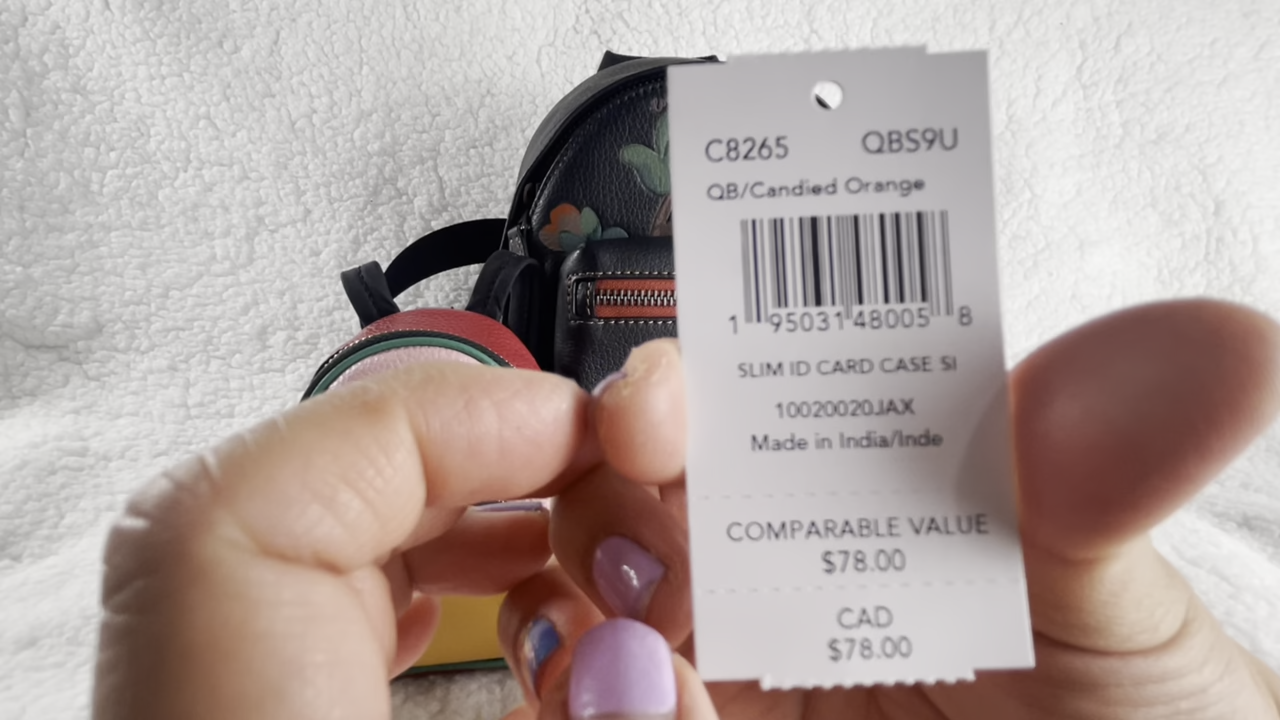 C8265 QBS9U
QB/Candied Orange
1 95031 48005 8
SLIM ID CARD CASE SI
10020020JAX
Made in India/Inde
COMPARABLE VALUE
$78.00
CAD
$78.00